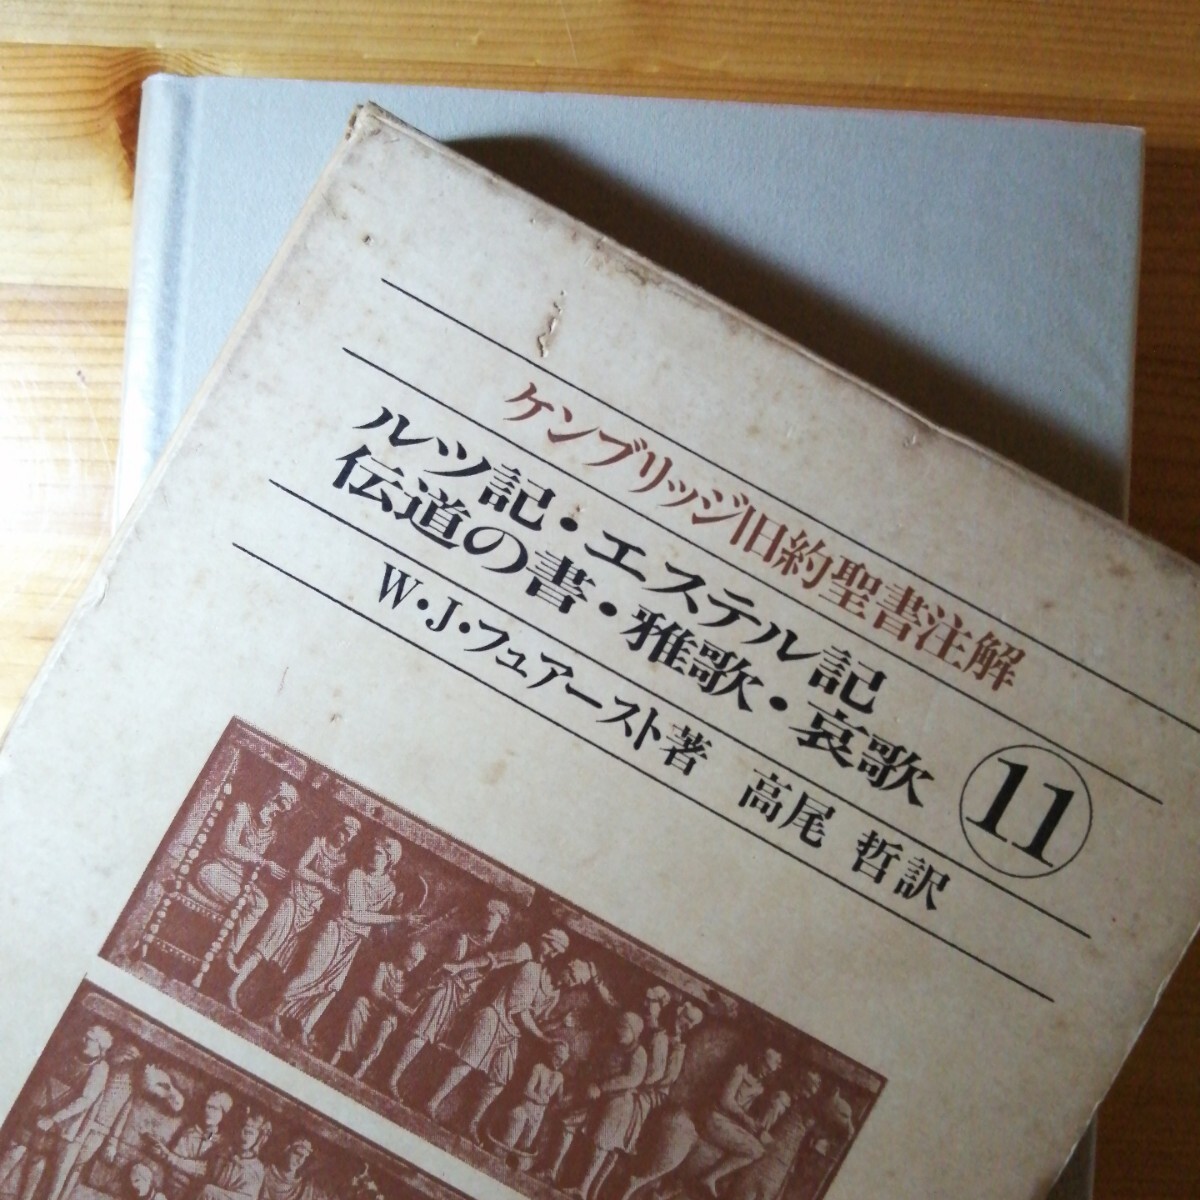 ケンブリッジ旧約聖書注解
ルツ記・エステル記
伝道の書・雅歌・哀歌
11
W・J・フュアースト著 高尾 哲訳